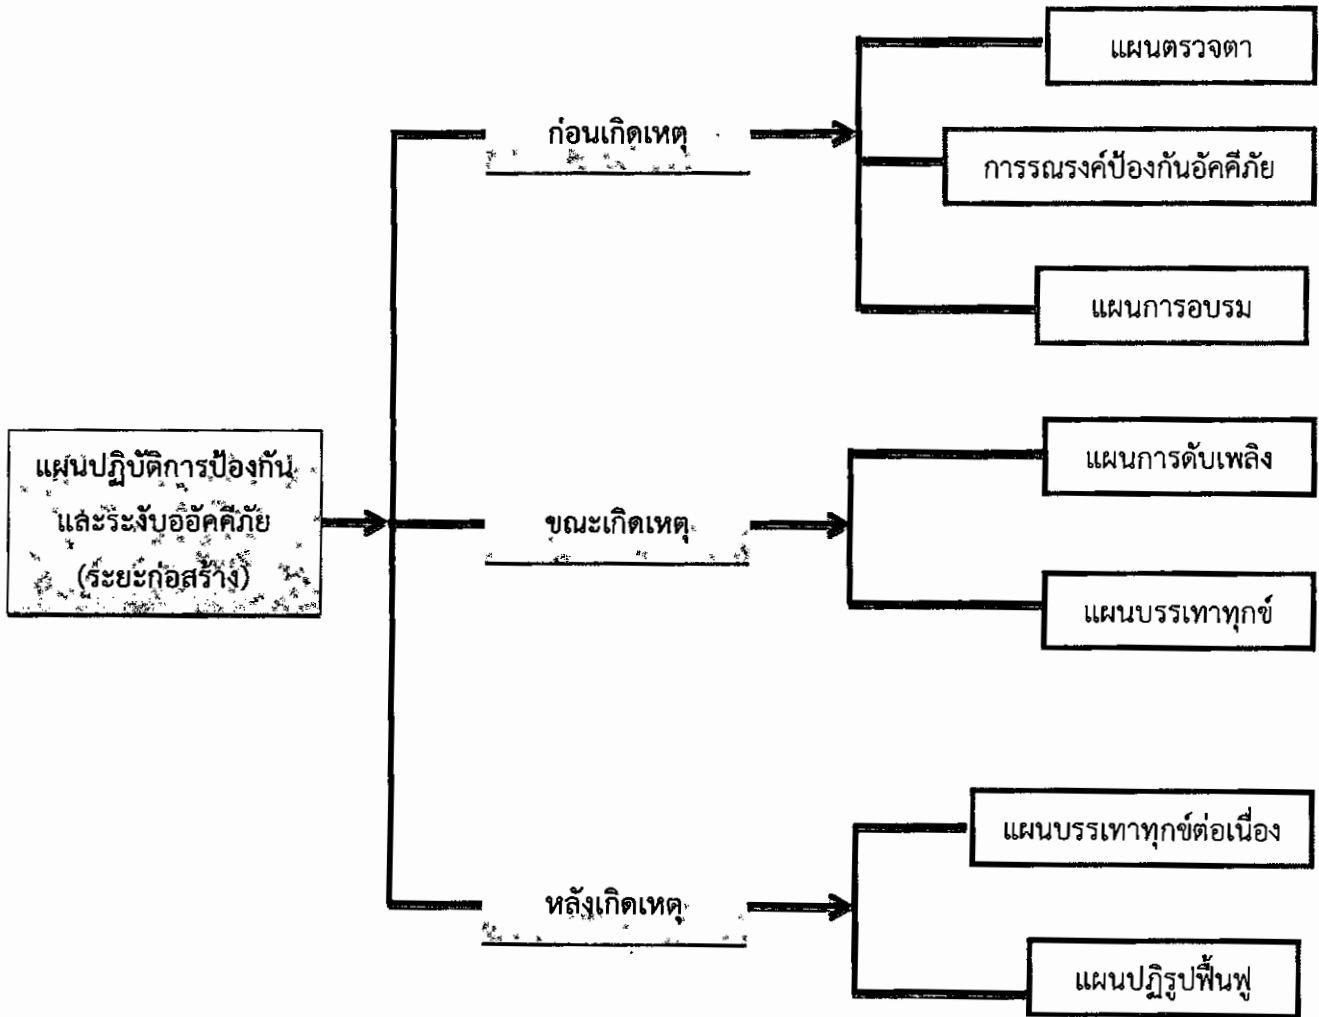 แผนปฏิบัติการป้องกัน
และระงับออัคคีภัย
(ระยะก่อสร้าง)
ก่อนเกิดเหตุ
แผนตรวจตา
การรณรงค์ป้องกันอัคคีภัย
แผนการอบรม
ขณะเกิดเหตุ
แผนการดับเพลิง
แผนบรรเทาทุกข์
หลังเกิดเหตุ
แผนบรรเทาทุกข์ต่อเนื่อง
แผนปฏิรูปฟื้นฟู